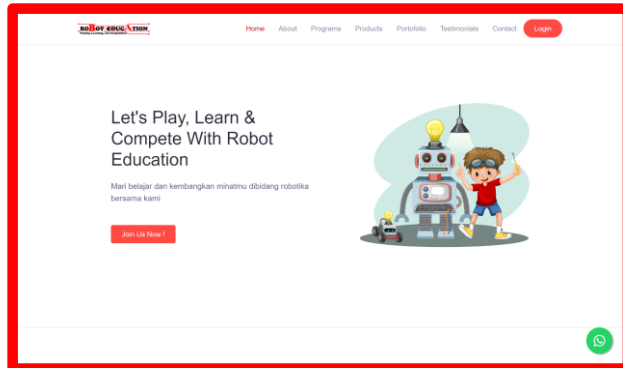 ROBOT EDUCATION
Home About Programs Products Portofolio Testimonials Contact Login
Let's Play, Learn &
Compete With Robot
Education
Mari belajar dan kembangkan minatmu dibidang robotika
bersama kami
Join Us Now !